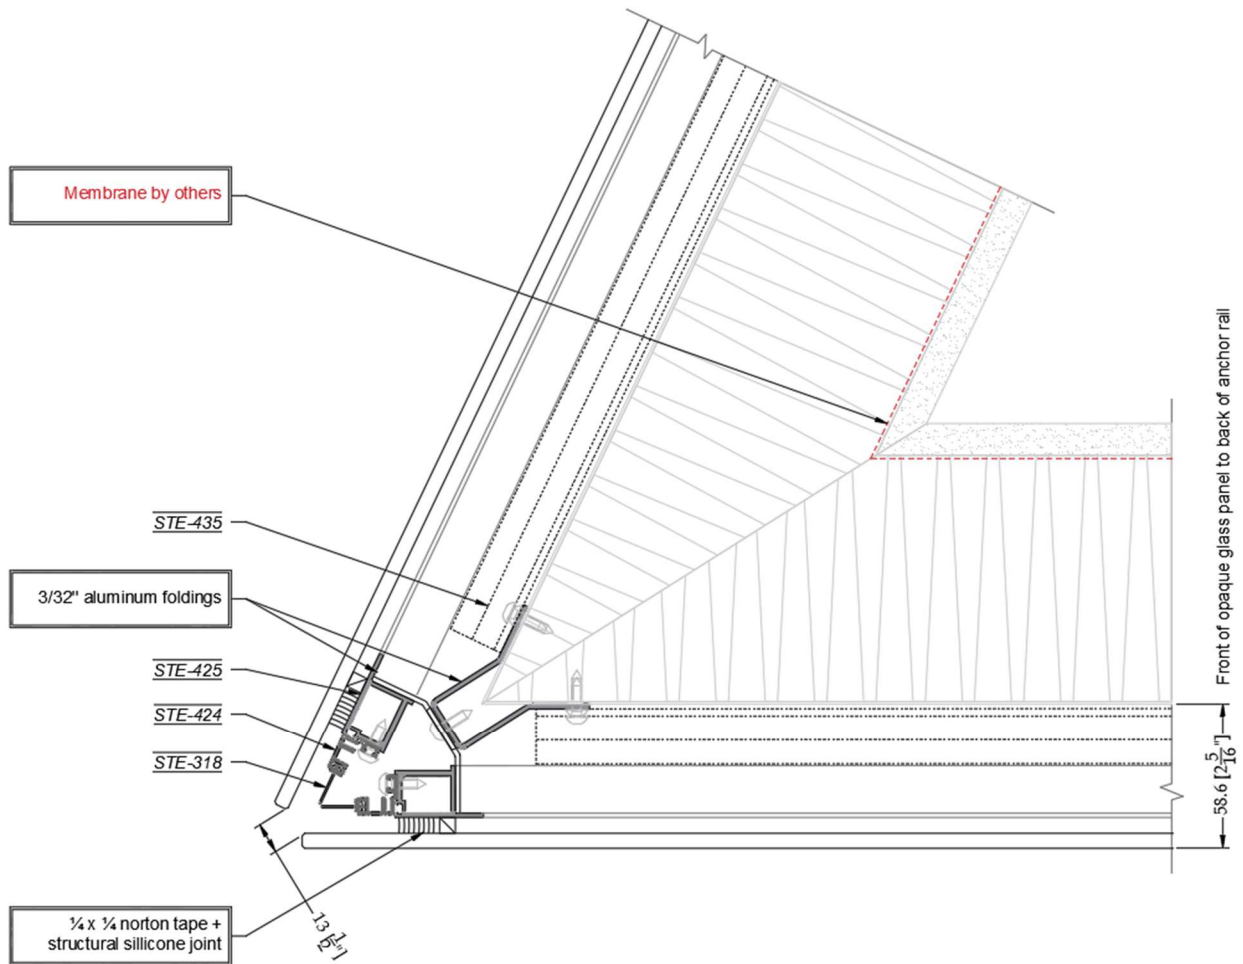 Membrane by others
Front of opaque glass panel to back of anchor rail
STE-435
3/32" aluminum foldings
STE-425
STE-424
STE-318
58.6 [2 5/16"]
13 [1/2"]
¼ x ¼ norton tape +
structural sillicone joint